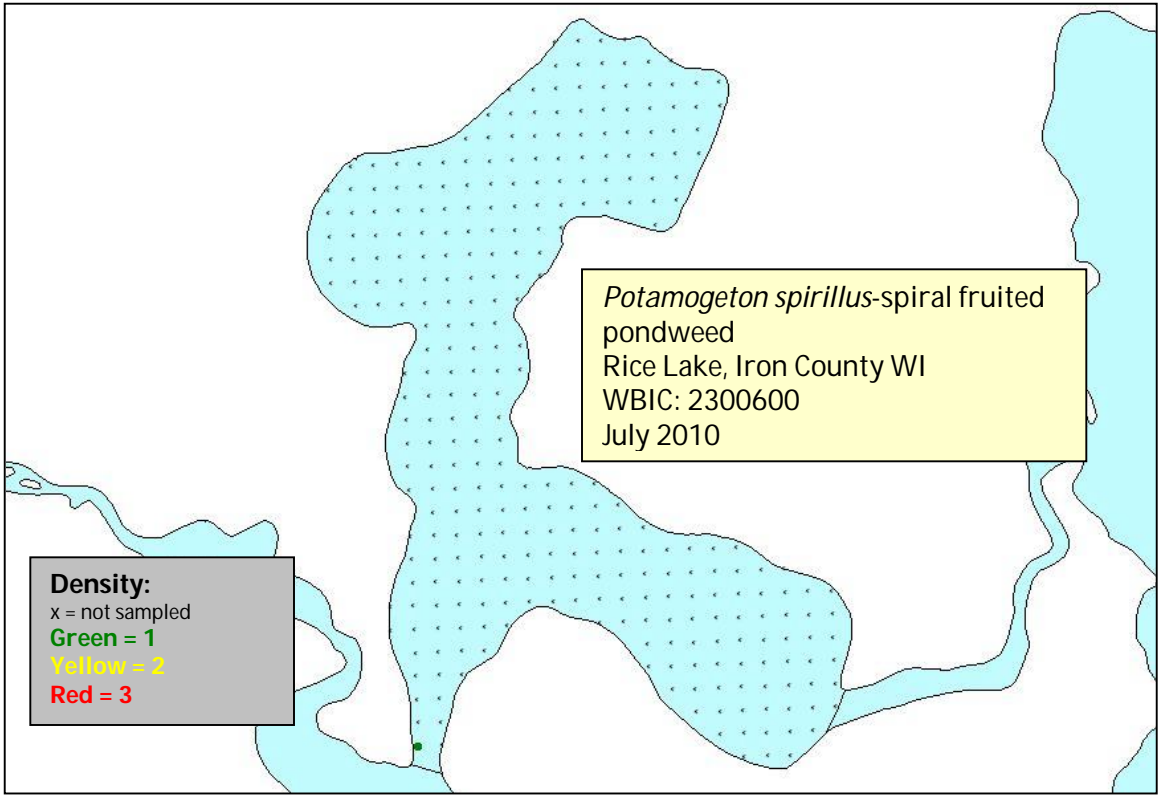 Potamogeton spirillus-spiral fruited
pondweed
Rice Lake, Iron County WI
WBIC: 2300600
July 2010
Density:
x = not sampled
Green = 1
Yellow = 2
Red = 3